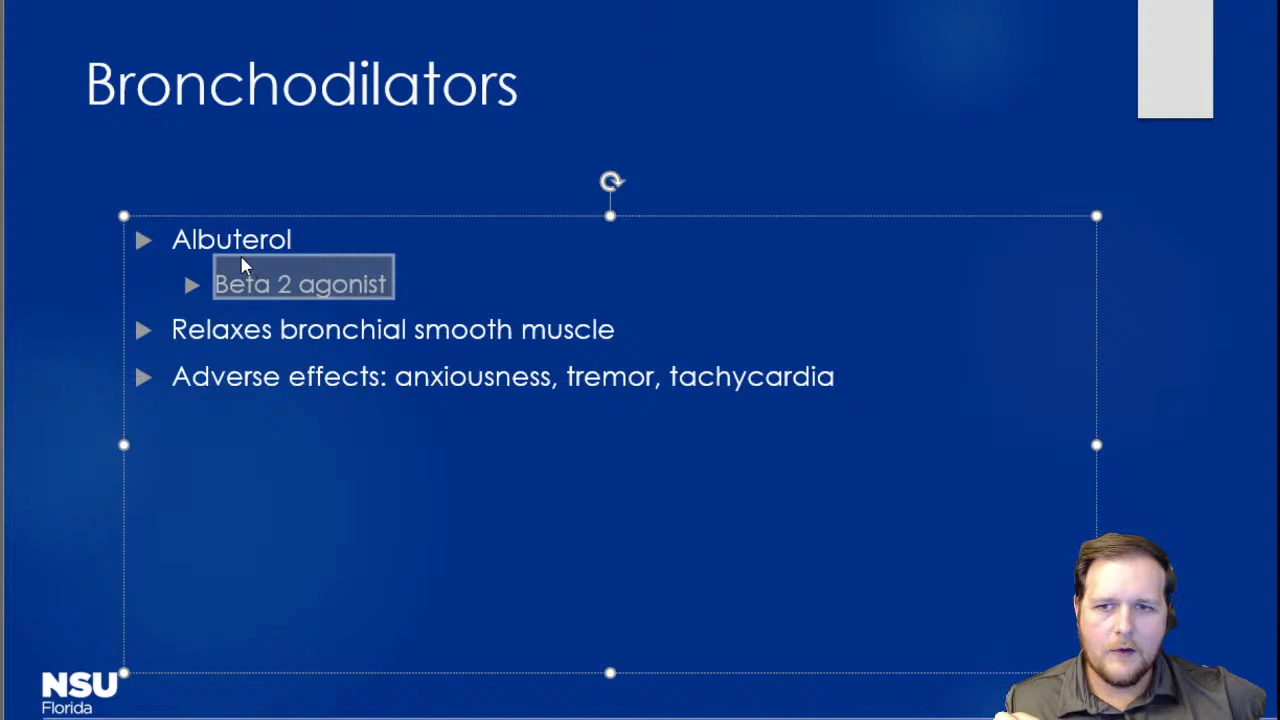 Bronchodilators
Albuterol
Beta 2 agonist
Relaxes bronchial smooth muscle
Adverse effects: anxiousness, tremor, tachycardia
NSU
Florida